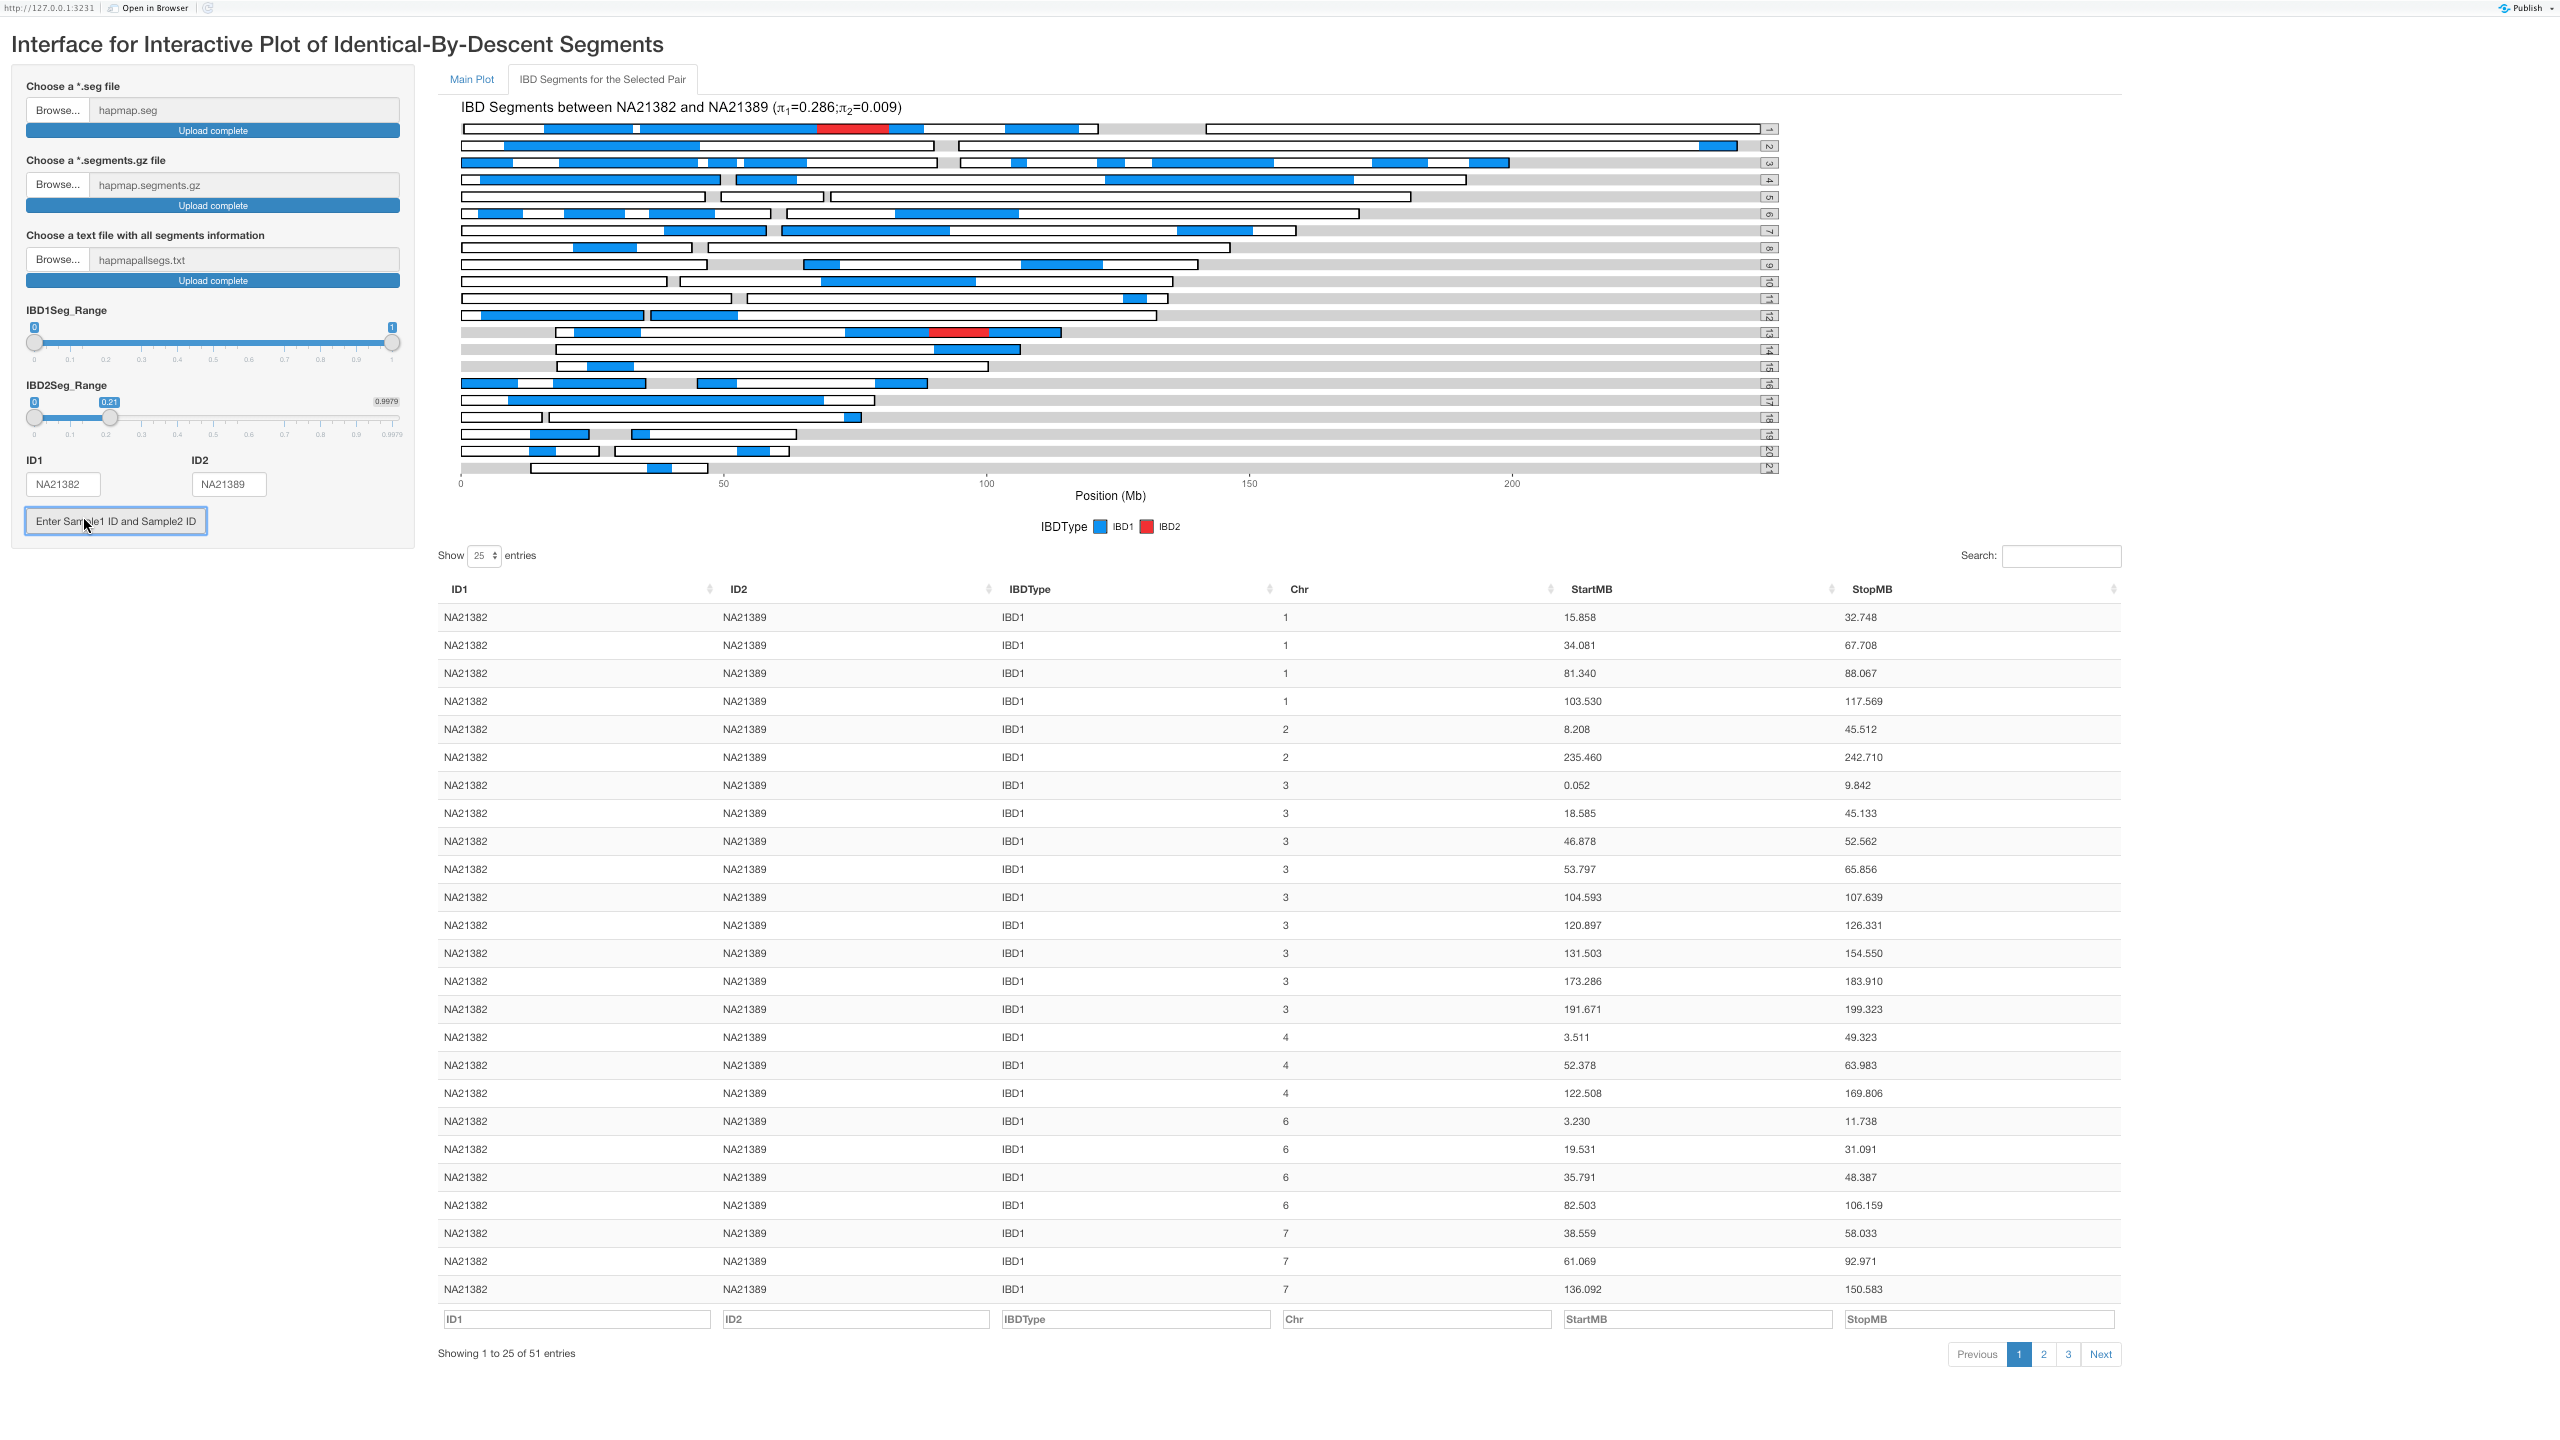 http://127.0.0.1:3231 Open in Browser Publish
Interface for Interactive Plot of Identical-By-Descent Segments
Choose a *.seg file
Browse... hapmap.seg
Upload complete
Choose a *.segments.gz file
Browse... hapmap.segments.gz
Upload complete
Choose a text file with all segments information
Browse... hapmapallsegs.txt
Upload complete
IBD1Seg_Range
0 1
0 0.1 0.2 0.3 0.4 0.5 0.6 0.7 0.8 0.9 1
IBD2Seg_Range
0 0.21 0.9979
0 0.1 0.2 0.3 0.4 0.5 0.6 0.7 0.8 0.9979
ID1 ID2
NA21382 NA21389
Enter Sample1 ID and Sample2 ID
Main Plot IBD Segments for the Selected Pair
IBD Segments between NA21382 and NA21389 (π1=0.286;π2=0.009)
1
2
3
4
5
6
7
8
9
10
11
12
13
14
15
16
17
18
19
20
21
0 50 100 150 200
Position (Mb)
IBDType IBD1 IBD2
Show 25 entries Search:
ID1 ID2 IBDType Chr StartMB StopMB
NA21382 NA21389 IBD1 1 15.858 32.748
NA21382 NA21389 IBD1 1 34.081 67.708
NA21382 NA21389 IBD1 1 81.340 88.067
NA21382 NA21389 IBD1 1 103.530 117.569
NA21382 NA21389 IBD1 2 8.208 45.512
NA21382 NA21389 IBD1 2 235.460 242.710
NA21382 NA21389 IBD1 3 0.052 9.842
NA21382 NA21389 IBD1 3 18.585 45.133
NA21382 NA21389 IBD1 3 46.878 52.562
NA21382 NA21389 IBD1 3 53.797 65.856
NA21382 NA21389 IBD1 3 104.593 107.639
NA21382 NA21389 IBD1 3 120.897 126.331
NA21382 NA21389 IBD1 3 131.503 154.550
NA21382 NA21389 IBD1 3 173.286 183.910
NA21382 NA21389 IBD1 3 191.671 199.323
NA21382 NA21389 IBD1 4 3.511 49.323
NA21382 NA21389 IBD1 4 52.378 63.983
NA21382 NA21389 IBD1 4 122.508 169.806
NA21382 NA21389 IBD1 6 3.230 11.738
NA21382 NA21389 IBD1 6 19.531 31.091
NA21382 NA21389 IBD1 6 35.791 48.387
NA21382 NA21389 IBD1 6 82.503 106.159
NA21382 NA21389 IBD1 7 38.559 58.033
NA21382 NA21389 IBD1 7 61.069 92.971
NA21382 NA21389 IBD1 7 136.092 150.583
ID1 ID2 IBDType Chr StartMB StopMB
Showing 1 to 25 of 51 entries Previous 1 2 3 Next